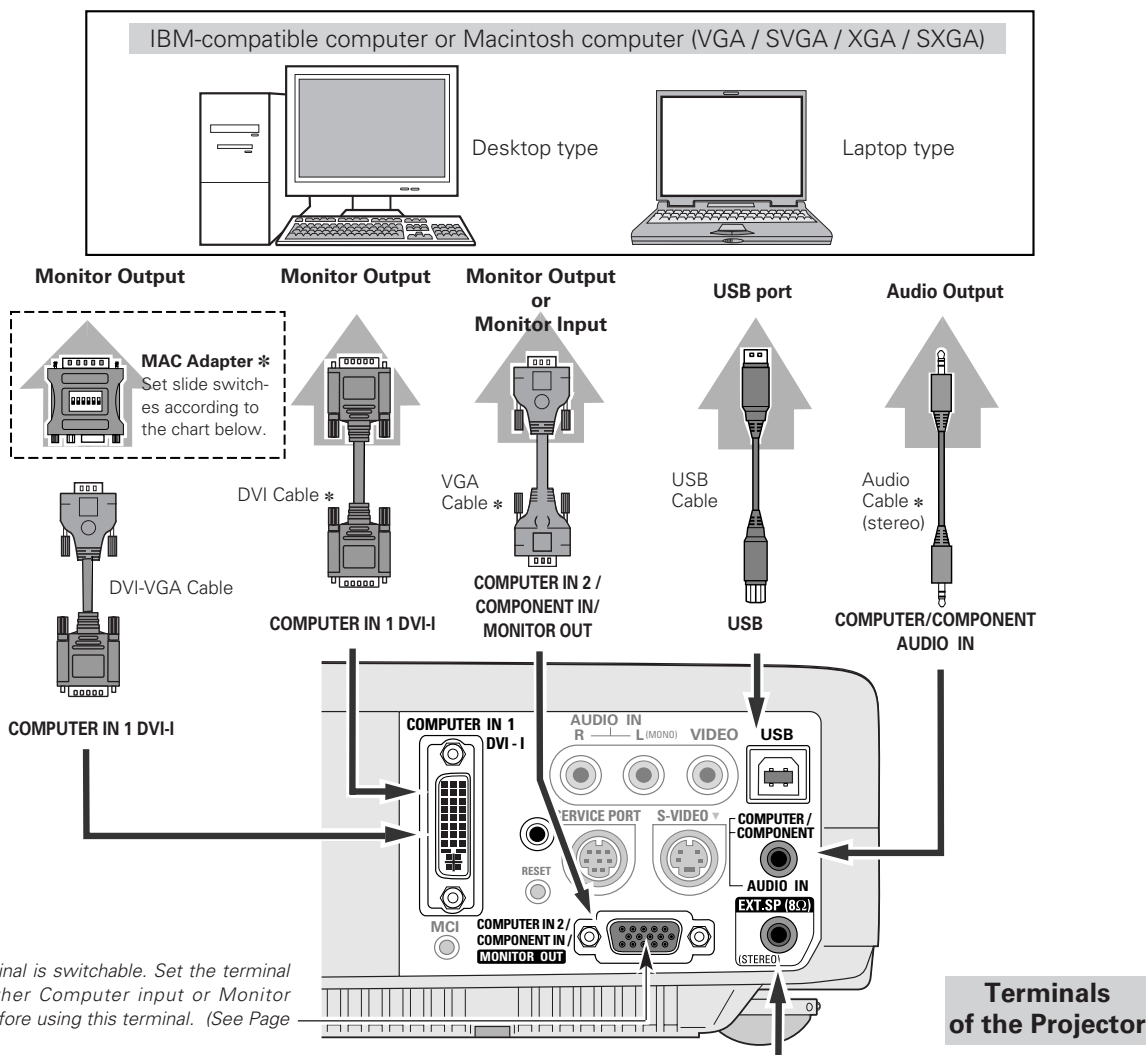 IBM-compatible computer or Macintosh computer (VGA / SVGA / XGA / SXGA)
Desktop type
Laptop type
Monitor Output
Monitor Output
Monitor Output
or
Monitor Input
USB port
Audio Output
MAC Adapter ✻
Set slide switch-
es according to
the chart below.
DVI Cable ✻
VGA
Cable ✻
USB
Cable
Audio
Cable ✻
(stereo)
DVI-VGA Cable
COMPUTER IN 1 DVI-I
COMPUTER IN 1 DVI-I
COMPUTER IN 2 /
COMPONENT IN/
MONITOR OUT
USB
COMPUTER/COMPONENT
AUDIO IN
COMPUTER IN 1
DVI - I
AUDIO IN
R
L (MONO)
VIDEO
USB
SERVICE PORT
S-VIDEO ▼
COMPUTER /
COMPONENT
AUDIO IN
RESET
MCI
COMPUTER IN 2 /
COMPONENT IN /
MONITOR OUT
EXT.SP (8Ω)
(STEREO)
is switchable. Set the terminal
Computer input or Monitor
before using this terminal. (See Page
Terminals
of the Projector